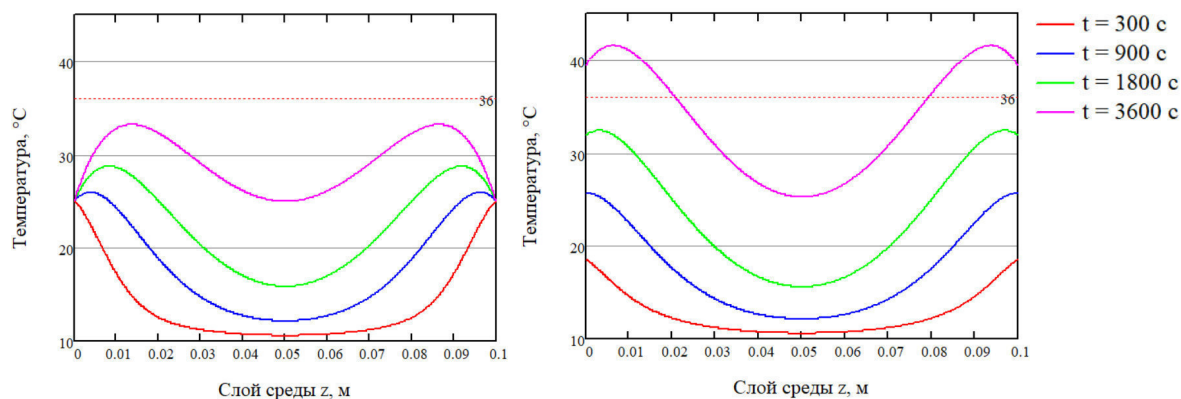 40
36
30
20
10
0 0.01 0.02 0.03 0.04 0.05 0.06 0.07 0.08 0.09 0.1
Температура, °C
Слой среды z, м
40
36
30
20
10
0 0.01 0.02 0.03 0.04 0.05 0.06 0.07 0.08 0.09 0.1
Температура, °C
Слой среды z, м
t = 300 c
t = 900 c
t = 1800 c
t = 3600 c